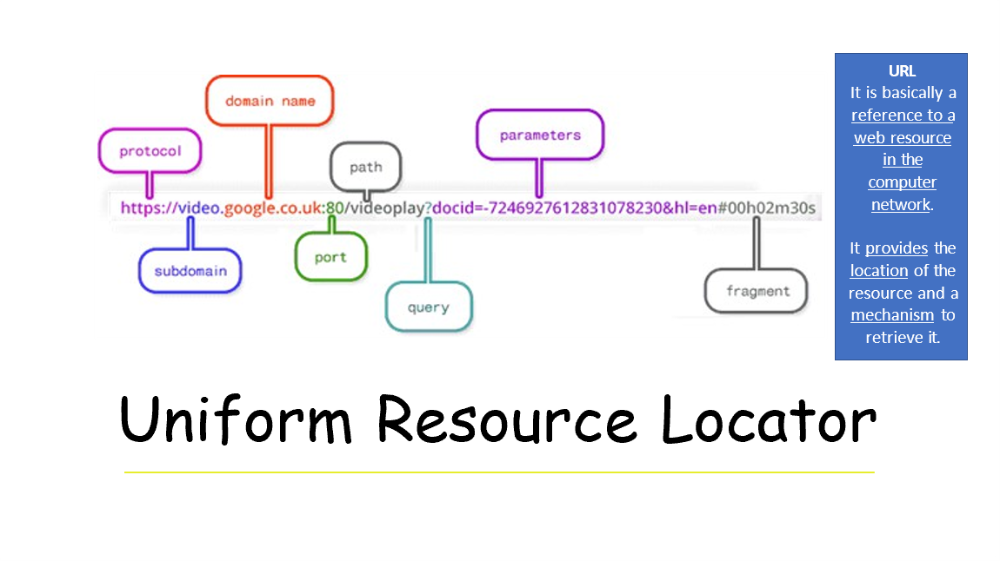 domain name
protocol
path
parameters
https://video.google.co.uk:80/videoplay?docid=-7246927612831078230&hl=en#00h02m30s
subdomain
port
query
fragment
URL
It is basically a
reference to a
web resource
in the
computer
network.
It provides the
location of the
resource and a
mechanism to
retrieve it.
Uniform Resource Locator